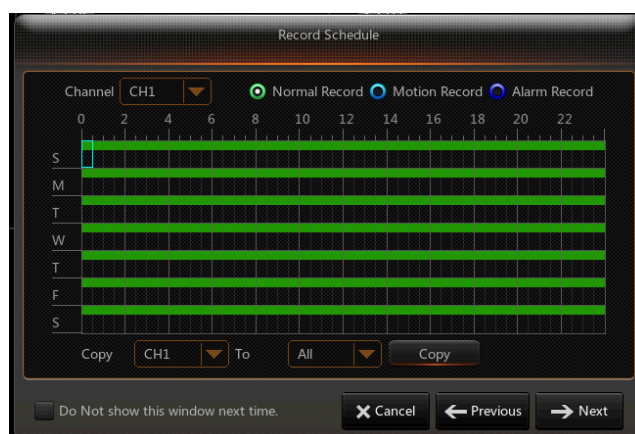 Record Schedule
Channel CH1 Normal Record Motion Record Alarm Record
0 2 4 6 8 10 12 14 16 18 20 22
S
M
T
W
T
F
S
Copy CH1 To All Copy
Do Not show this window next time. Cancel Previous Next